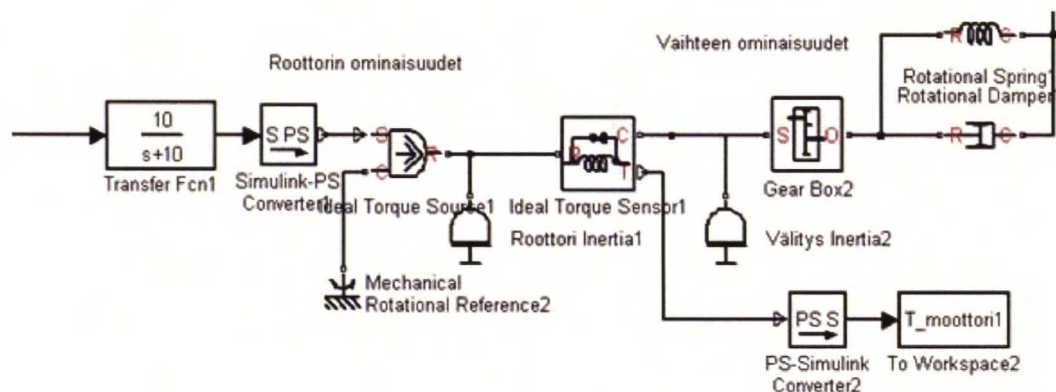 Roottorin ominaisuudet
Vaihteen ominaisuudet
R C
Rotational Spring1
Rotational Damper
R C
10
s+10
Transfer Fcn1
S PS
Simulink-PS
Converter1
S
C
R
Ideal Torque Source1
R C
T
Ideal Torque Sensor1
S O
Gear Box2
Roottori Inertia1
Välitys Inertia2
Mechanical
Rotational Reference2
PS S
PS-Simulink
Converter2
T_moottori1
To Workspace2